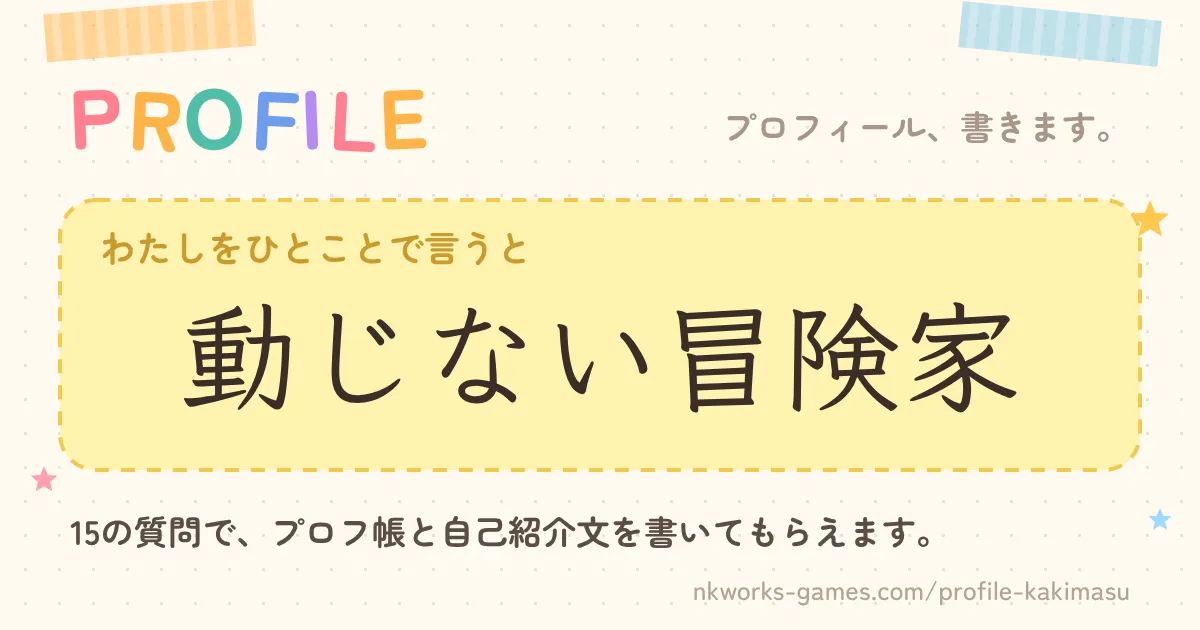 PROFILE
プロフィール、書きます。
わたしをひとことで言うと
動じない冒険家
15の質問で、プロフ帳と自己紹介文を書いてもらえます。
nkworks-games.com/profile-kakimasu